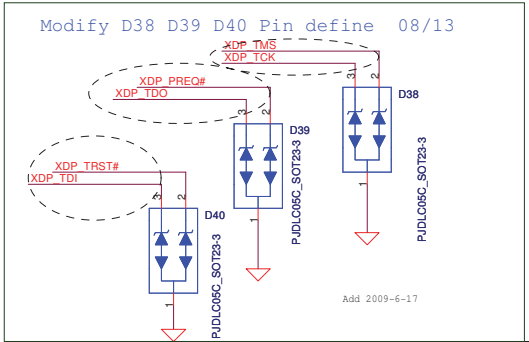 Modify D38 D39 D40 Pin define 08/13
XDP_TMS
XDP_TCK
3
2
D38
PJDLC05C_SOT23-3
1
XDP_PREQ#
XDP_TDO
3
2
D39
PJDLC05C_SOT23-3
1
XDP_TRST#
XDP_TDI
3
2
D40
PJDLC05C_SOT23-3
1
Add 2009-6-17